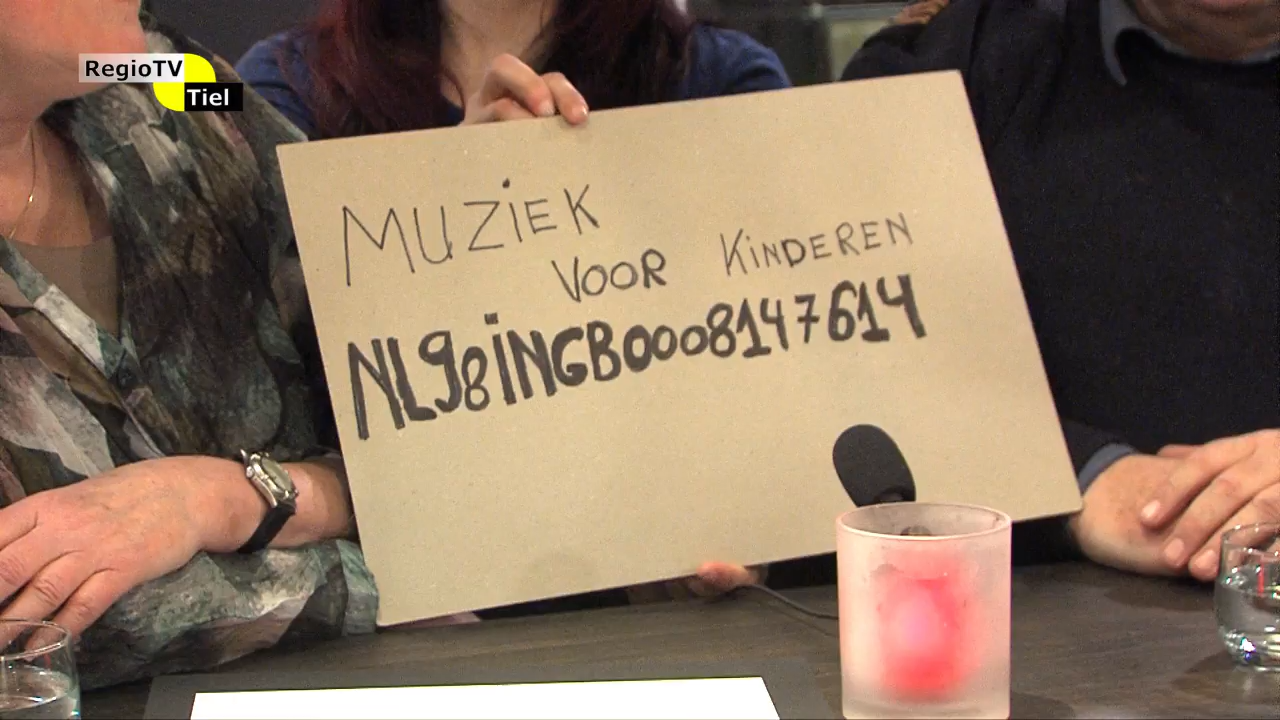 RegioTV
Tiel
MUZiEK
VOOR KiNDEREN
NL98iNGB0008147614